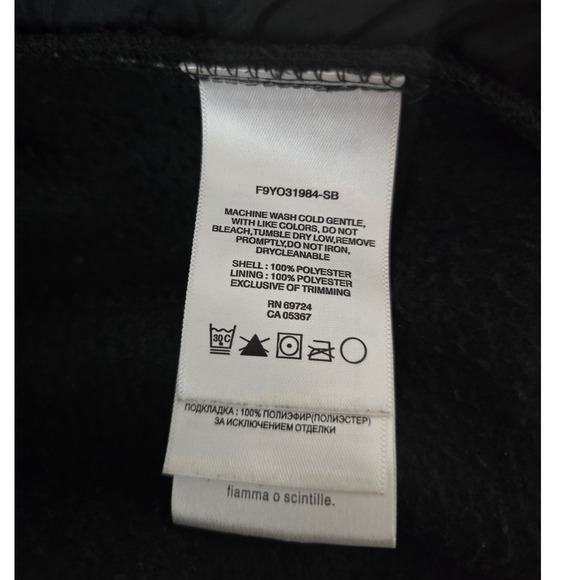 F9YO31984-SB
MACHINE WASH COLD GENTLE,
WITH LIKE COLORS, DO NOT
BLEACH,TUMBLE DRY LOW,REMOVE
PROMPTLY,DO NOT IRON,
DRYCLEANABLE
SHELL : 100% POLYESTER
LINING : 100% POLYESTER
EXCLUSIVE OF TRIMMING
RN 69724
CA 05367
30 C
ПОДКЛАДКА : 100% ПОЛИЭФИР(ПОЛИЭСТЕР)
ЗА ИСКЛЮЧЕНИЕМ ОТДЕЛКИ
fiamma o scintille.